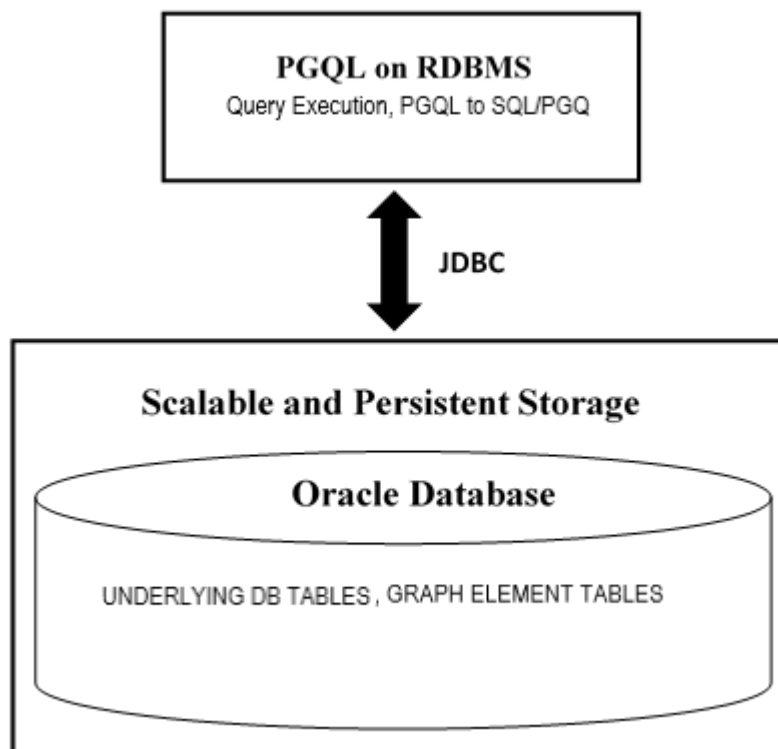 PGQL on RDBMS
Query Execution, PGQL to SQL/PGQ
JDBC
Scalable and Persistent Storage
Oracle Database
UNDERLYING DB TABLES, GRAPH ELEMENT TABLES